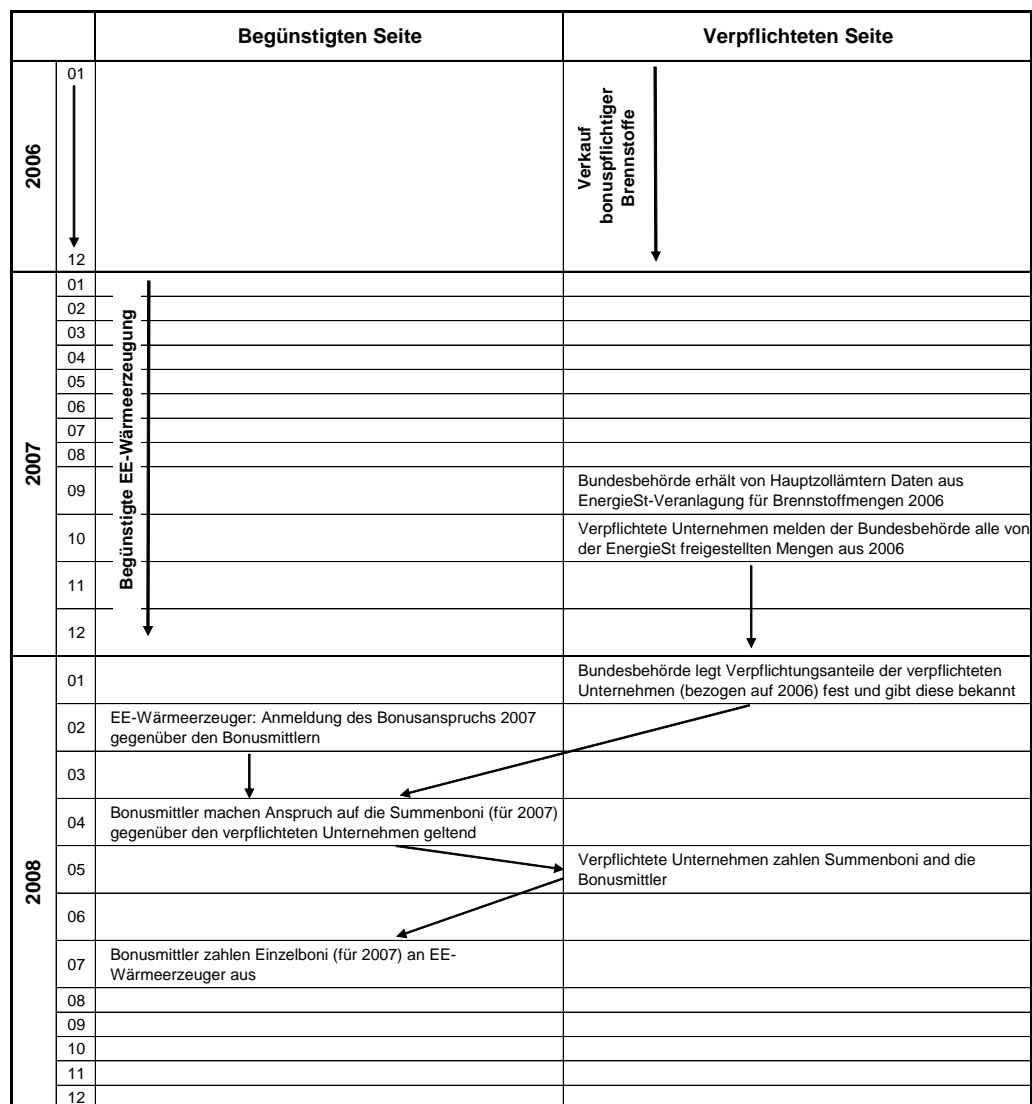 Begünstigten Seite
Verpflichteten Seite
2006
01
12
Verkauf
bonuspflichtiger
Brennstoffe
2007
Begünstigte EE-Wärmeerzeugung
01
02
03
04
05
06
07
08
09
Bundesbehörde erhält von Hauptzollämtern Daten aus
EnergieSt-Veranlagung für Brennstoffmengen 2006
10
Verpflichtete Unternehmen melden der Bundesbehörde alle von
der EnergieSt freigestellten Mengen aus 2006
11
12
2008
01
Bundesbehörde legt Verpflichtungsanteile der verpflichteten
Unternehmen (bezogen auf 2006) fest und gibt diese bekannt
02
EE-Wärmeerzeuger: Anmeldung des Bonusanspruchs 2007
gegenüber den Bonusmittlern
03
04
Bonusmittler machen Anspruch auf die Summenboni (für 2007)
gegenüber den verpflichteten Unternehmen geltend
05
Verpflichtete Unternehmen zahlen Summenboni and die
Bonusmittler
06
07
Bonusmittler zahlen Einzelboni (für 2007) an EE-
Wärmeerzeuger aus
08
09
10
11
12